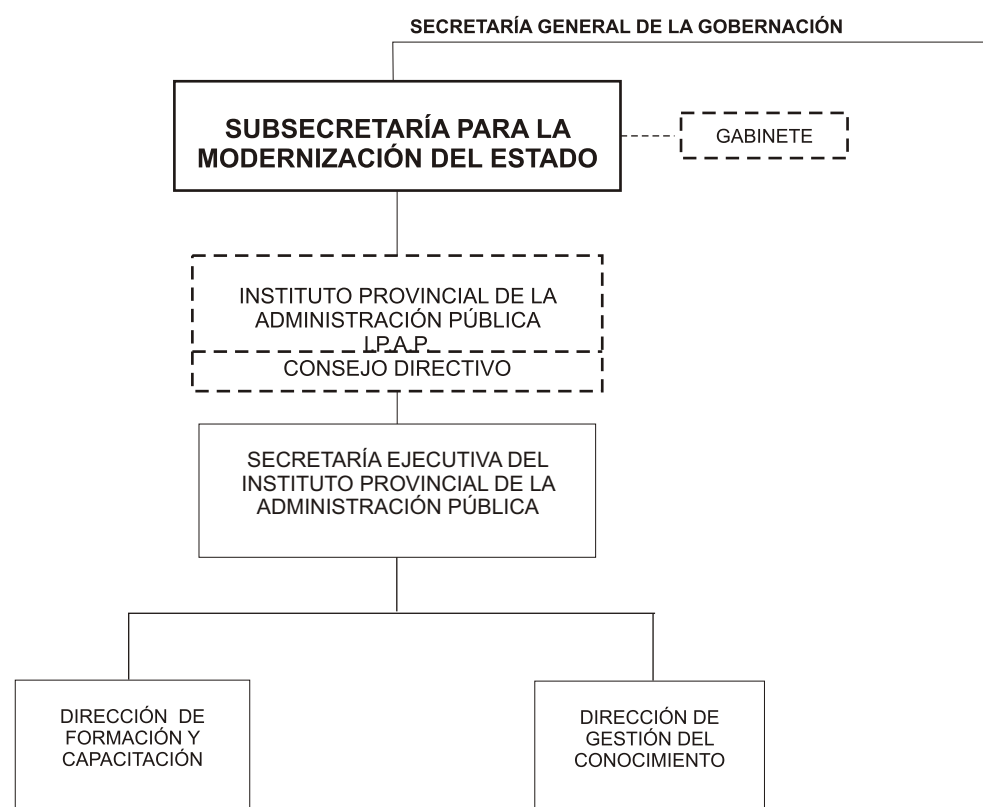 SECRETARÍA GENERAL DE LA GOBERNACIÓN
SUBSECRETARÍA PARA LA
MODERNIZACIÓN DEL ESTADO
GABINETE
INSTITUTO PROVINCIAL DE LA
ADMINISTRACIÓN PÚBLICA
I.P.A.P.
CONSEJO DIRECTIVO
SECRETARÍA EJECUTIVA DEL
INSTITUTO PROVINCIAL DE LA
ADMINISTRACIÓN PÚBLICA
DIRECCIÓN DE
FORMACIÓN Y
CAPACITACIÓN
DIRECCIÓN DE
GESTIÓN DEL
CONOCIMIENTO